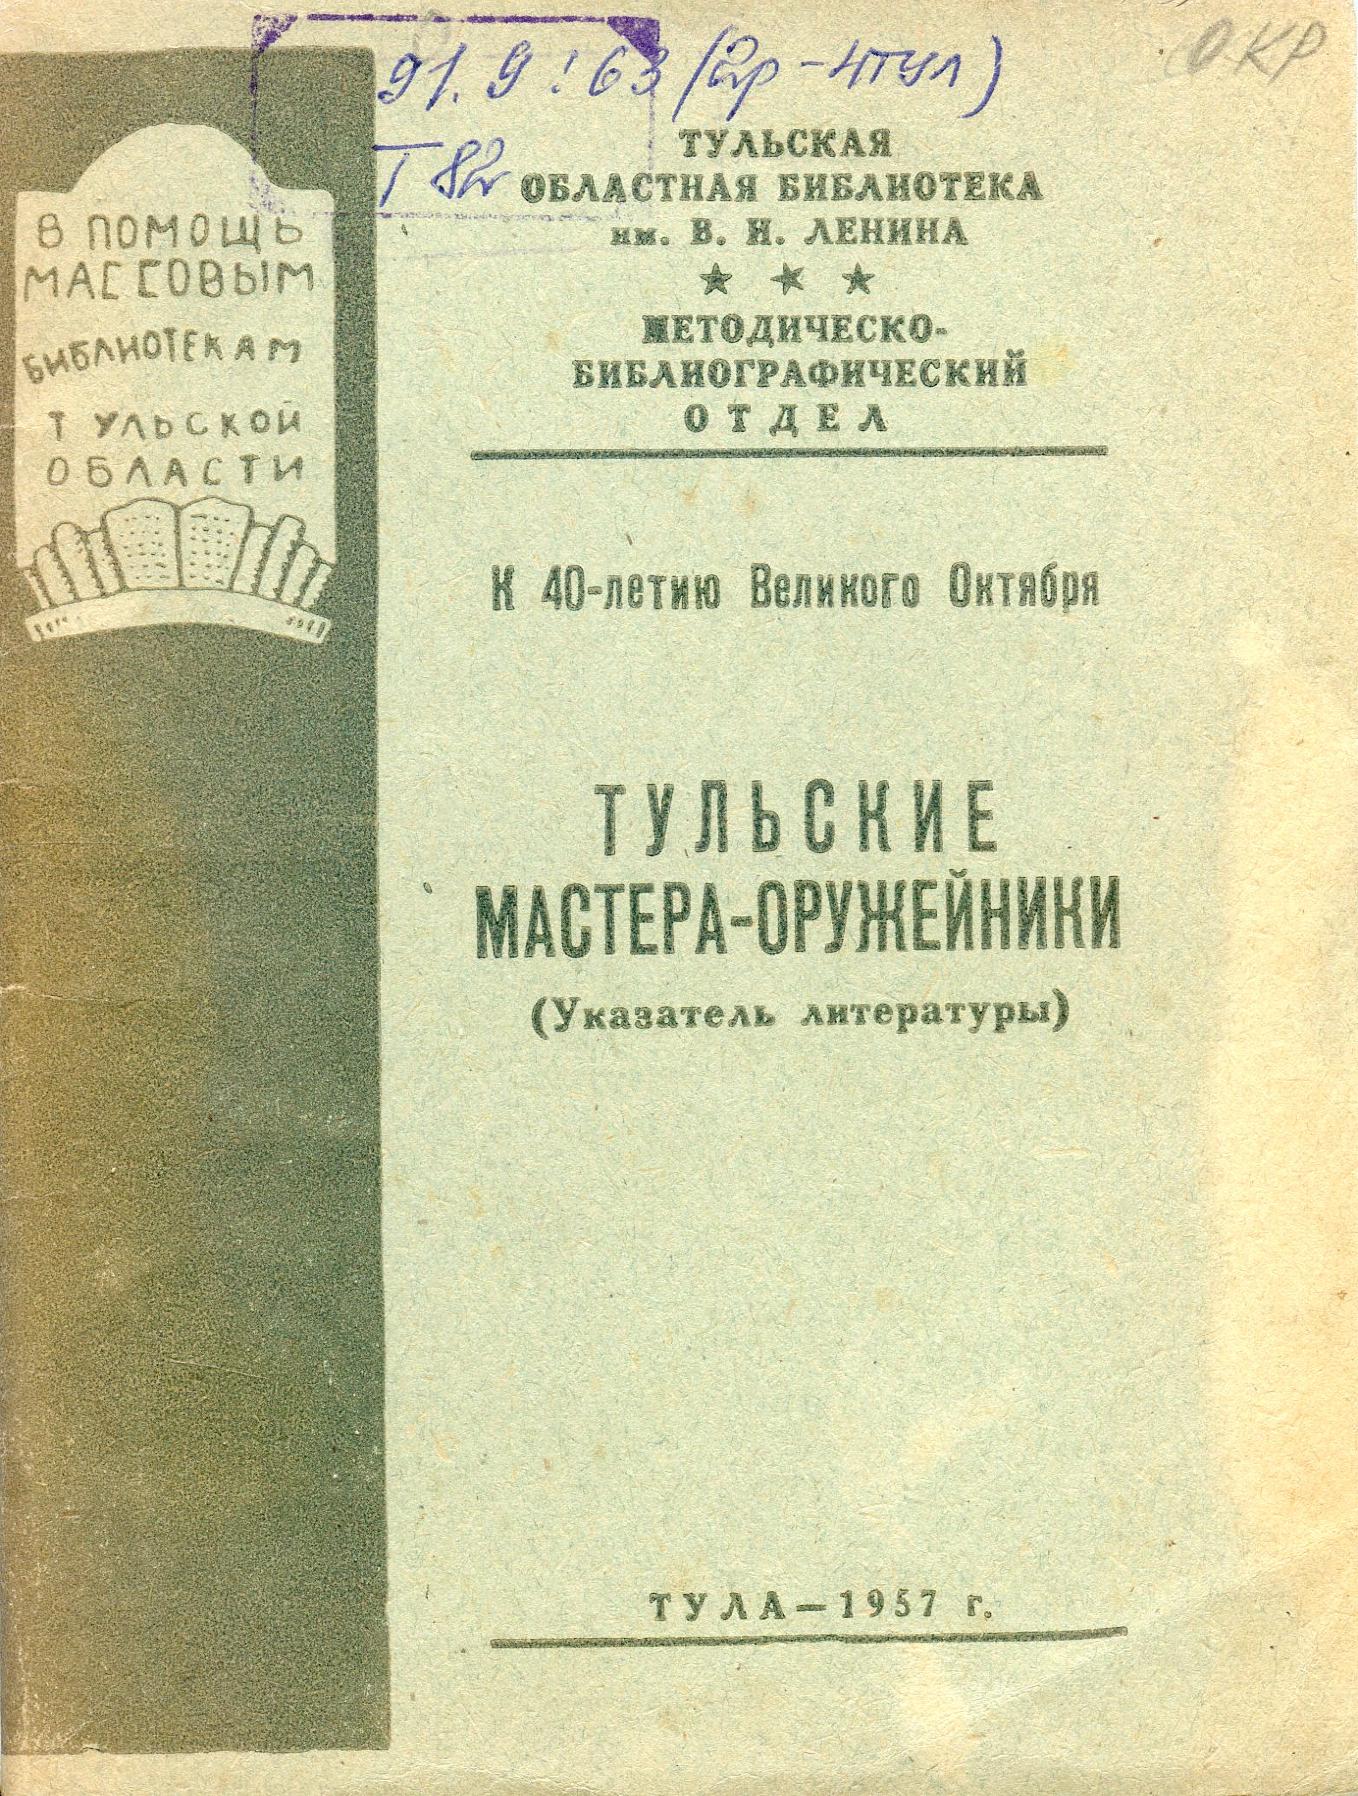 ОКР
91.9:63(2р-4тул)
Т82
ТУЛЬСКАЯ
ОБЛАСТНАЯ БИБЛИОТЕКА
им. В. И. ЛЕНИНА
★ ★ ★
МЕТОДИЧЕСКО-
БИБЛИОГРАФИЧЕСКИЙ
ОТДЕЛ
В ПОМОЩЬ
МАССОВЫМ
БИБЛИОТЕКАМ
ТУЛЬСКОЙ
ОБЛАСТИ
К 40-летию Великого Октября
ТУЛЬСКИЕ
МАСТЕРА-ОРУЖЕЙНИКИ
(Указатель литературы)
ТУЛА—1957 г.